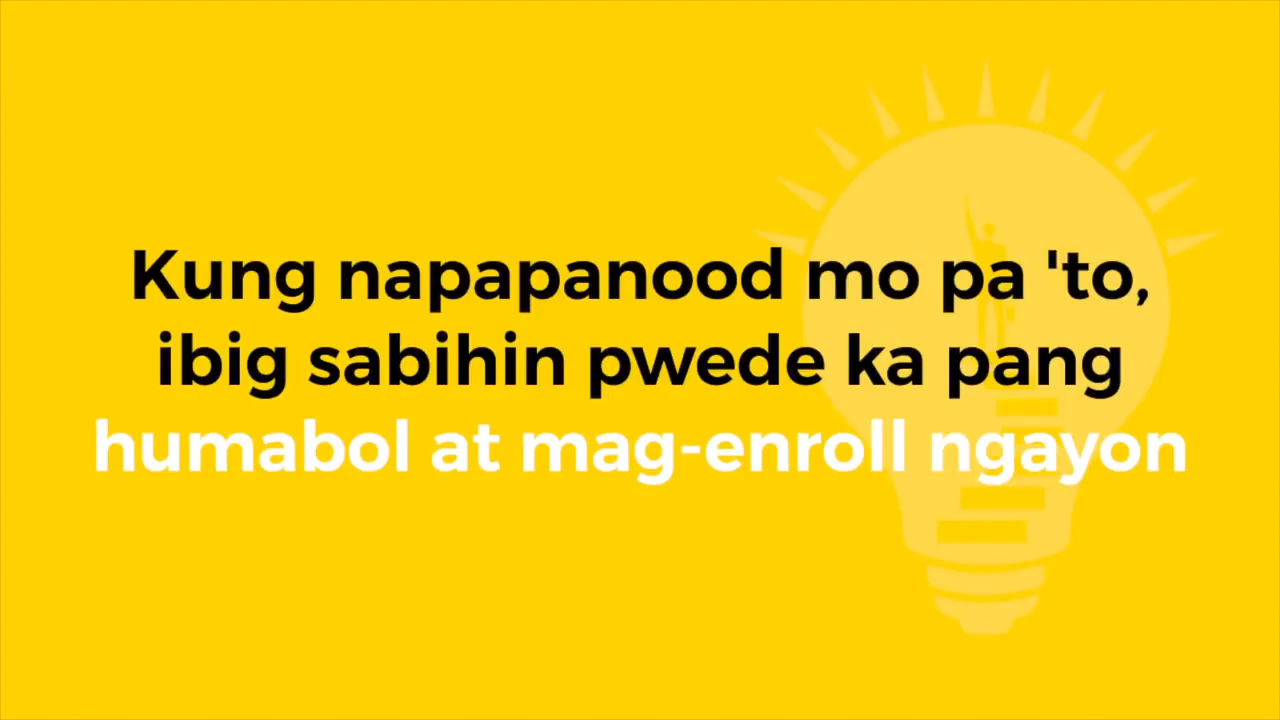 Kung napapanood mo pa 'to,
ibig sabihin pwede ka pang
humabol at mag-enroll ngayon